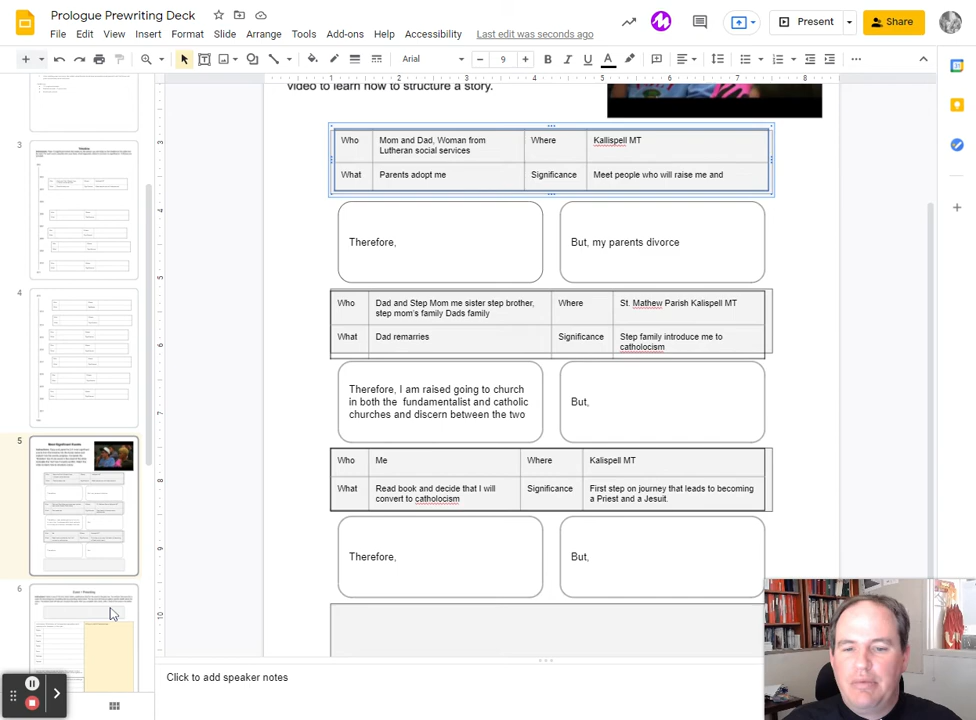 Prologue Prewriting Deck
File Edit View Insert Format Slide Arrange Tools Add-ons Help Accessibility Last edit was seconds ago
Present
Share
Arial
9
B I U A
video to learn how to structure a story.
Who Mom and Dad, Woman from Where Kallispell MT
Lutheran social services
What Parents adopt me Significance Meet people who will raise me and
Therefore,
But, my parents divorce
Who Dad and Step Mom me sister step brother, Where St. Mathew Parish Kalispell MT
step mom's family Dads family
What Dad remarries Significance Step family introduce me to
catholocism
Therefore, I am raised going to church
in both the fundamentalist and catholic
churches and discern between the two
But,
Who Me Where Kalispell MT
What Read book and decide that I will Significance First step on journey that leads to becoming
convert to catholocism a Priest and a Jesuit.
Therefore,
But,
Click to add speaker notes
3
4
5
6